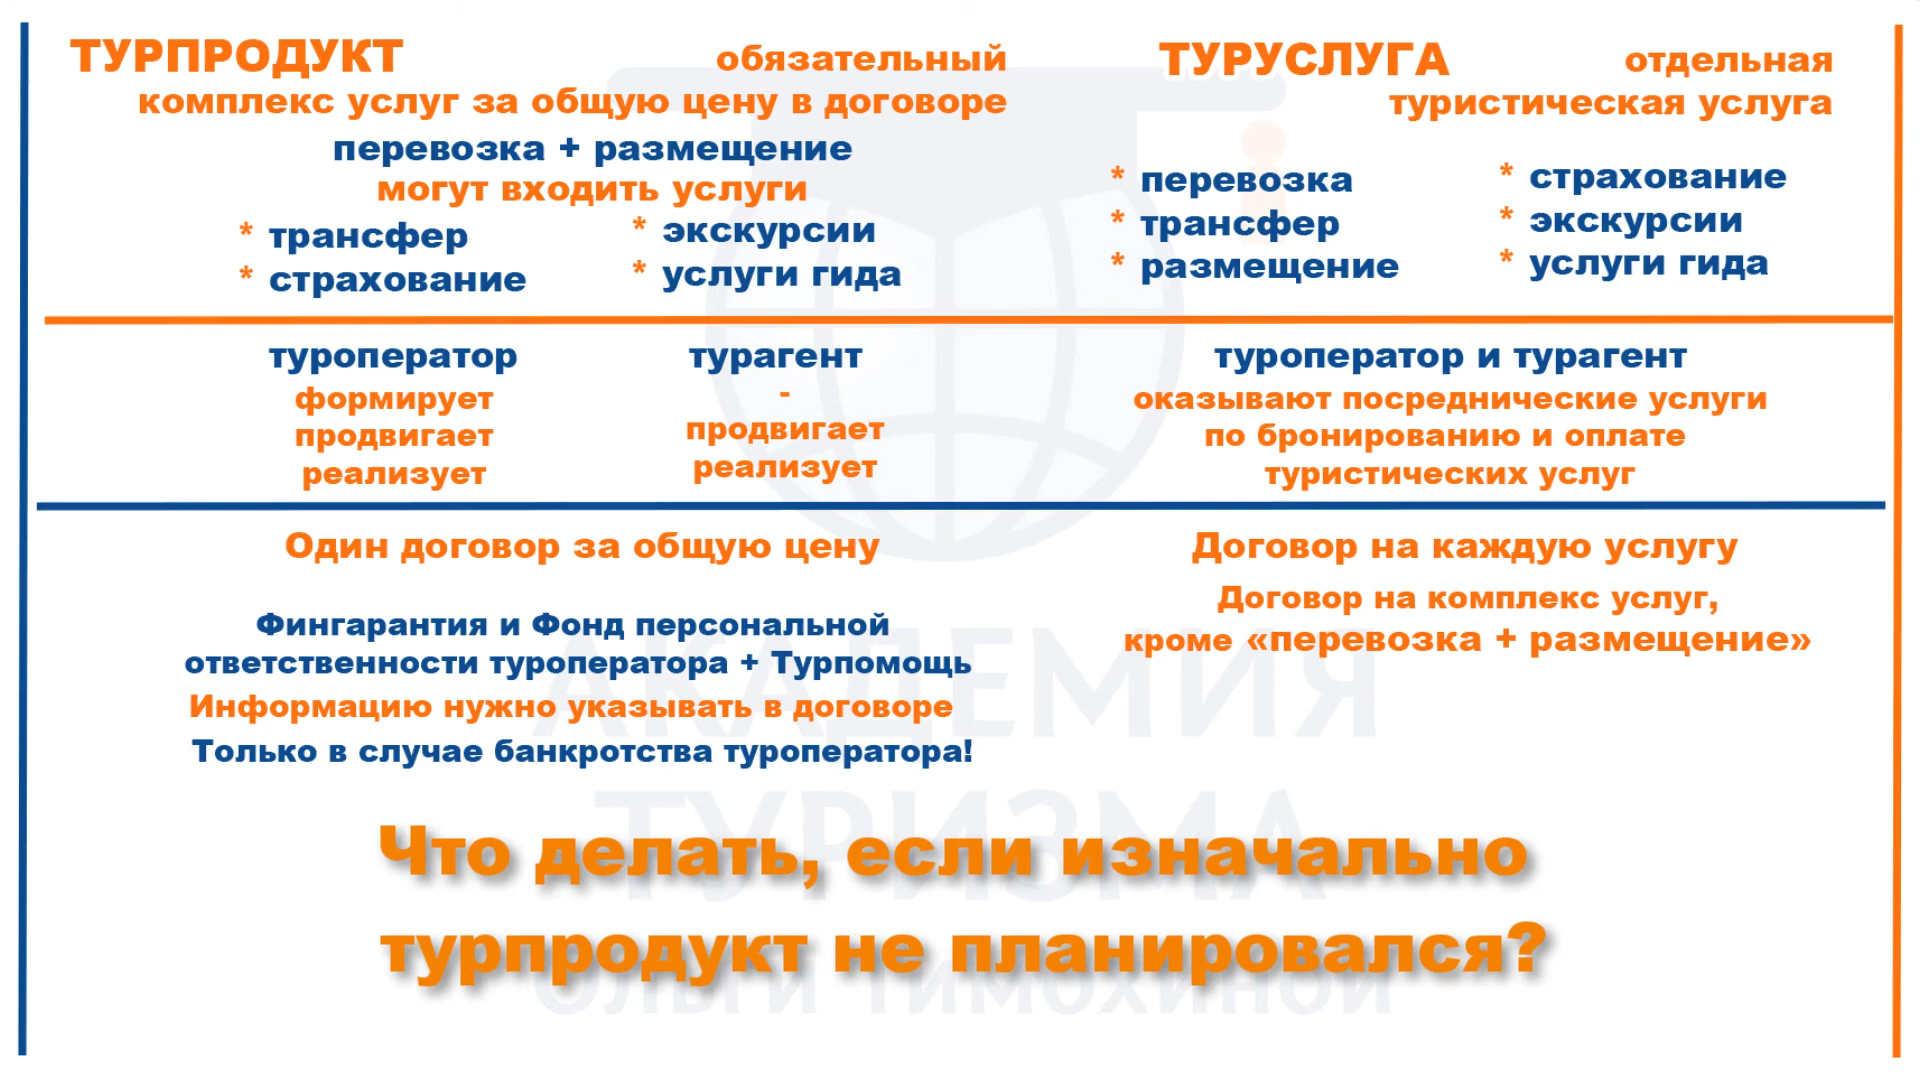 ТУРПРОДУКТ обязательный
комплекс услуг за общую цену в договоре
перевозка + размещение
могут входить услуги
* трансфер
* страхование
* экскурсии
* услуги гида
ТУРУСЛУГА отдельная
туристическая услуга
* перевозка
* трансфер
* размещение
* страхование
* экскурсии
* услуги гида
туроператор
формирует
продвигает
реализует
турагент
-
продвигает
реализует
туроператор и турагент
оказывают посреднические услуги
по бронированию и оплате
туристических услуг
Один договор за общую цену
Фингарантия и Фонд персональной
ответственности туроператора + Турпомощь
Информацию нужно указывать в договоре
Только в случае банкротства туроператора!
Договор на каждую услугу
Договор на комплекс услуг,
кроме «перевозка + размещение»
Что делать, если изначально
турпродукт не планировался?
АКАДЕМИЯ
ТУРИЗМА
ОЛЬГИ ТИМОХИНОЙ